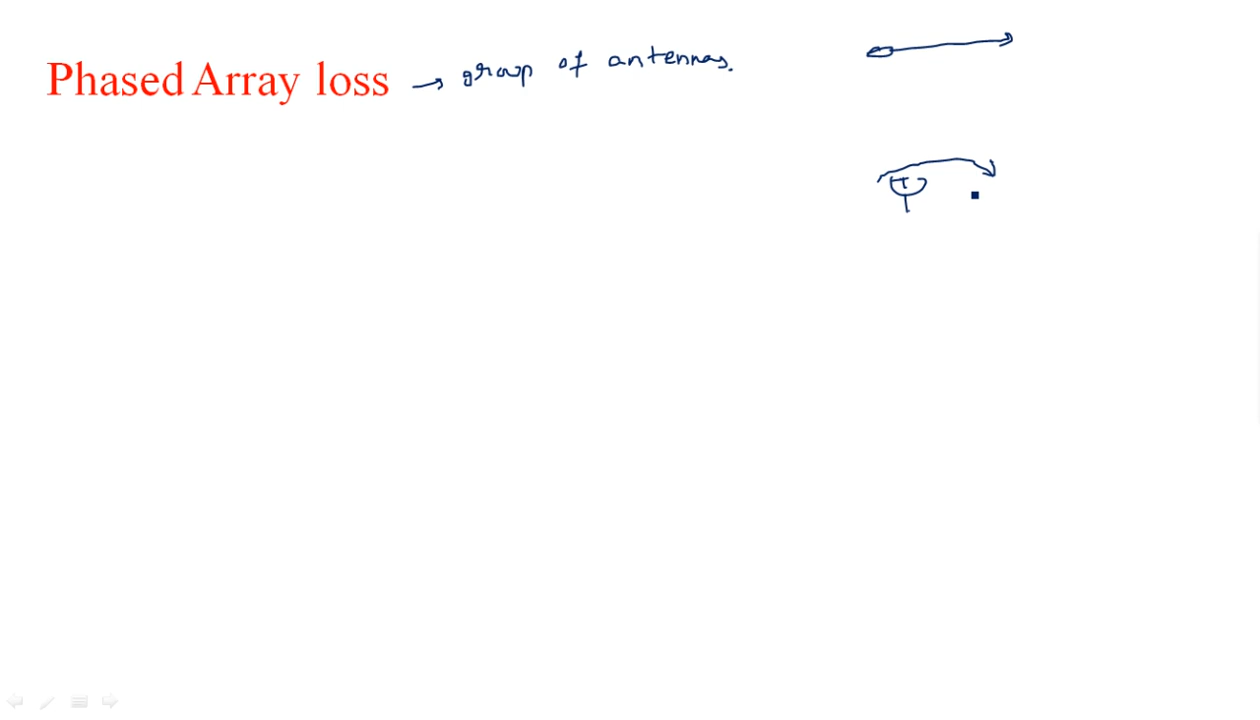 Phased Array loss → group of antennas.